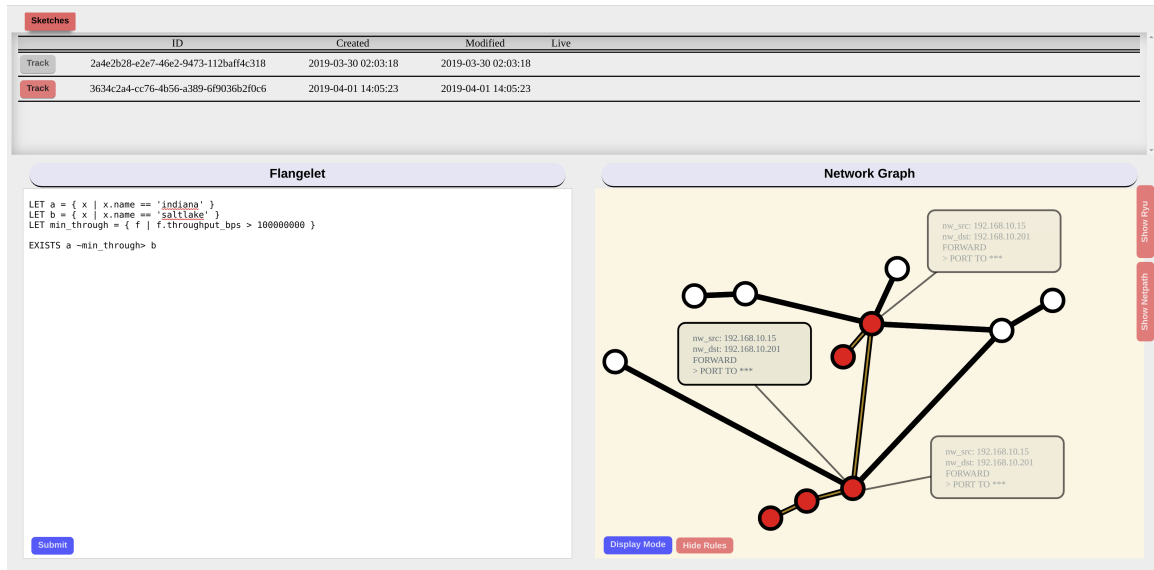 Sketches
ID Created Modified Live
Track 2a4e2b28-e2e7-46e2-9473-112baff4c318 2019-03-30 02:03:18 2019-03-30 02:03:18
Track 3634c2a4-cc76-4b56-a389-6f9036b2f0c6 2019-04-01 14:05:23 2019-04-01 14:05:23
Flangelet
LET a = { x | x.name == 'indiana' }
LET b = { x | x.name == 'saltlake' }
LET min_through = { f | f.throughput_bps > 100000000 }
EXISTS a ~min_through> b
Submit
Network Graph
nw_src: 192.168.10.15
nw_dst: 192.168.10.201
FORWARD
> PORT TO ***
nw_src: 192.168.10.15
nw_dst: 192.168.10.201
FORWARD
> PORT TO ***
nw_src: 192.168.10.15
nw_dst: 192.168.10.201
FORWARD
> PORT TO ***
Display Mode
Hide Rules
Show Ryu
Show Netpath